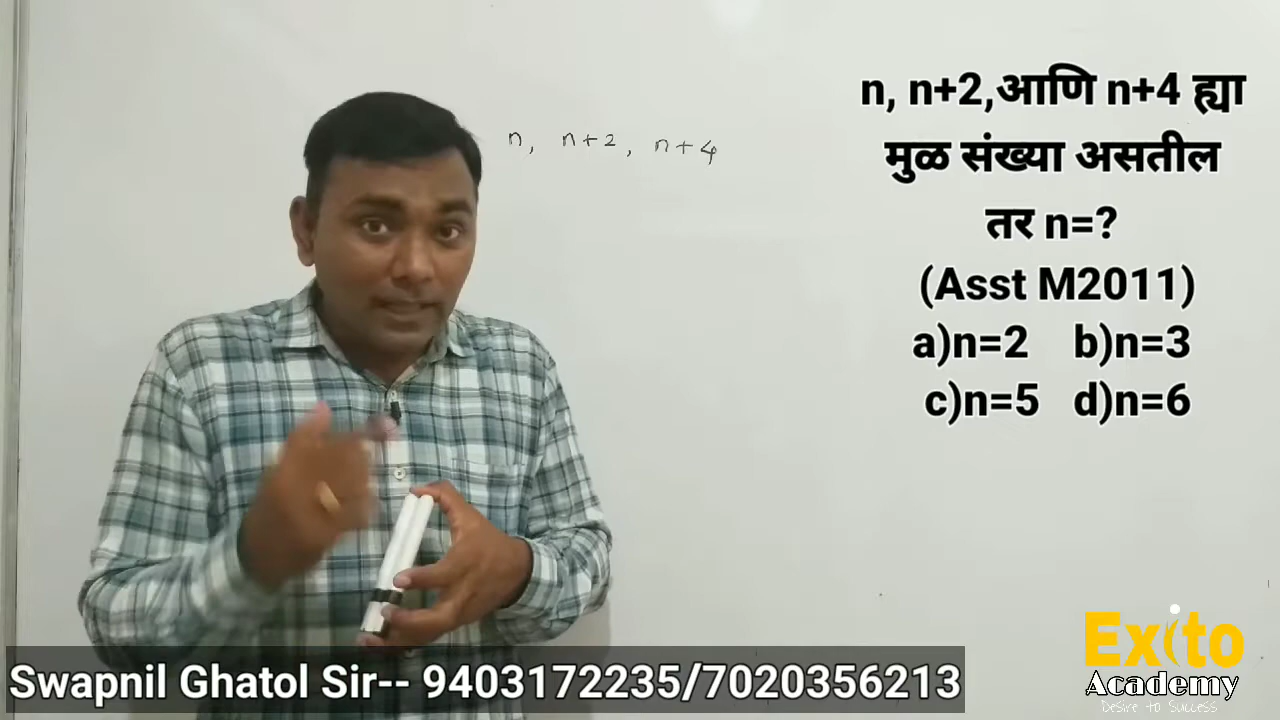 n, n+2, n+4
n, n+2,आणि n+4 ह्या
मुळ संख्या असतील
तर n=?
(Asst M2011)
a)n=2 b)n=3
c)n=5 d)n=6
Swapnil Ghatol Sir-- 9403172235/7020356213
Exito
Academy
Desire to Success